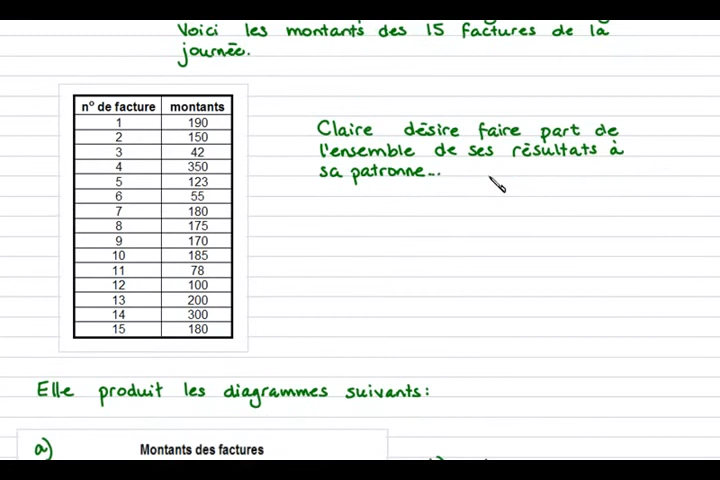 Voici les montants des 15 factures de la
journée.
n° de facture montants
1 190
2 150
3 42
4 350
5 123
6 55
7 180
8 175
9 170
10 185
11 78
12 100
13 200
14 300
15 180
Claire désire faire part de
l'ensemble de ses résultats à
sa patronne...
Elle produit les diagrammes suivants:
a) Montants des factures